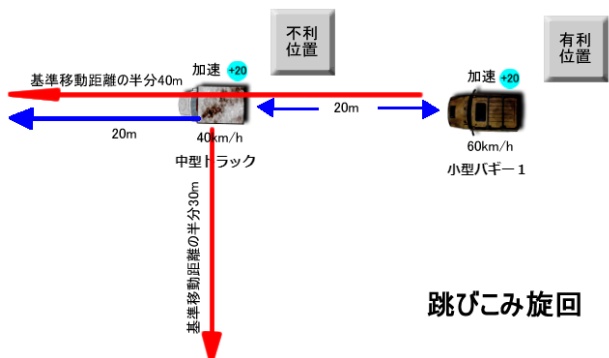 不利
位置
有利
位置
加速 +20
加速 +20
基準移動距離の半分40m
20m
20m
40km/h
60km/h
中型トラック
小型バギー1
基準移動距離の半分30m
跳びこみ旋回